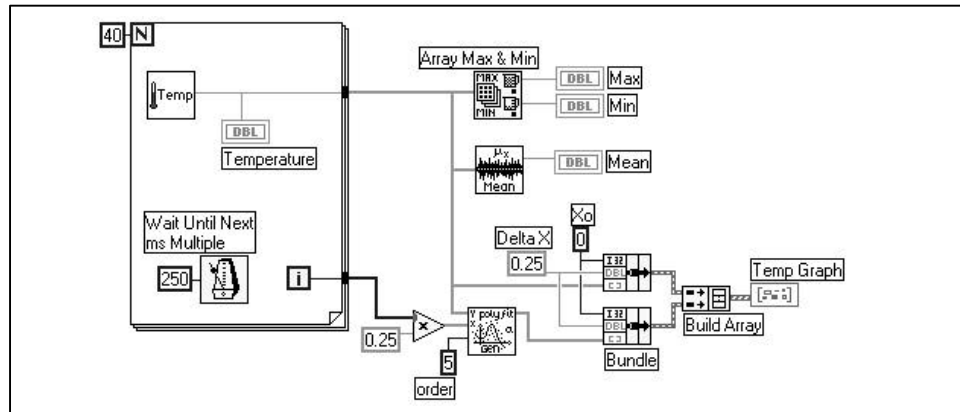 40 N
Array Max & Min
Temp
MAX
MIN
DBL Max
DBL Min
DBL
Temperature
μx
Mean
DBL Mean
Wait Until Next
ms Multiple
250
i
Xo
0
Delta X
0.25
I32
DBL
Temp Graph
Build Array
I32
DBL
Bundle
0.25
x
Y poly.fit
x
Gen
5
order